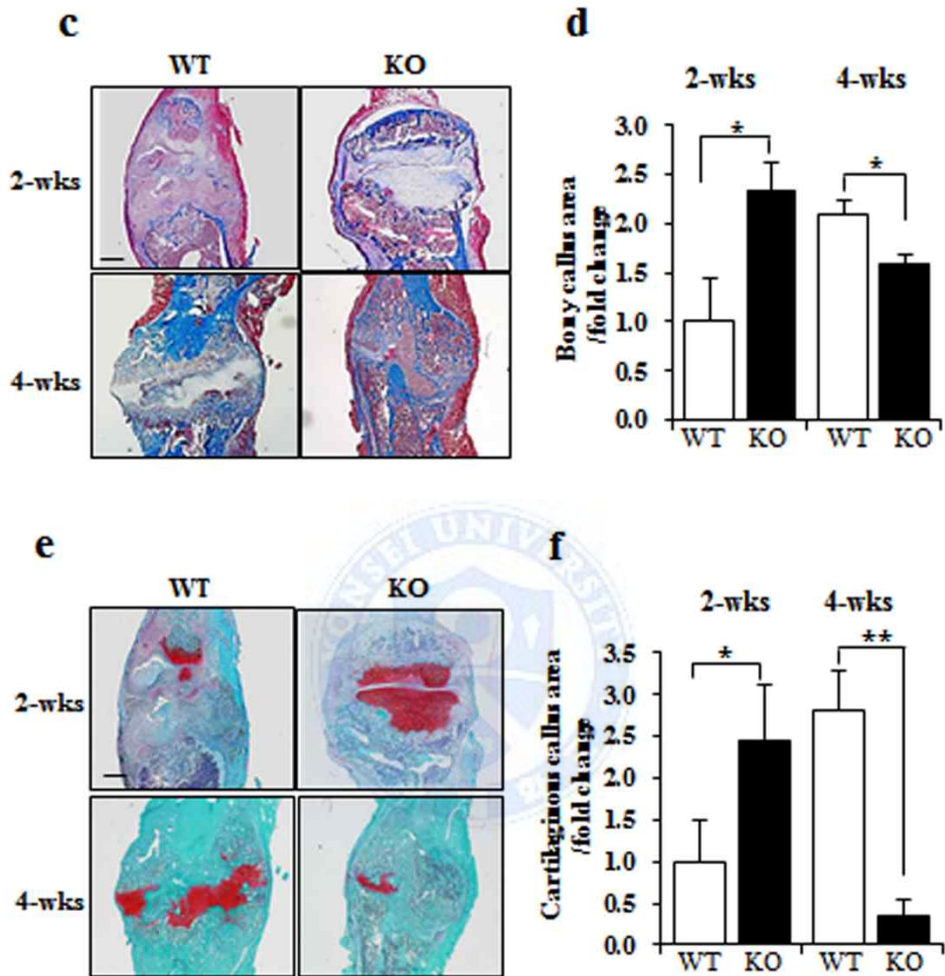 c
WT KO
2-wks
4-wks
d
2-wks 4-wks
*
*
Bony callus area
/fold change
3.0
2.5
2.0
1.5
1.0
0.5
0.0
WT KO WT KO
e
WT KO
2-wks
4-wks
f
2-wks 4-wks
*
**
Cartilaginous callus area
/fold change
3.5
3.0
2.5
2.0
1.5
1.0
0.5
0.0
WT KO WT KO
YONSEI UNIVERSITY